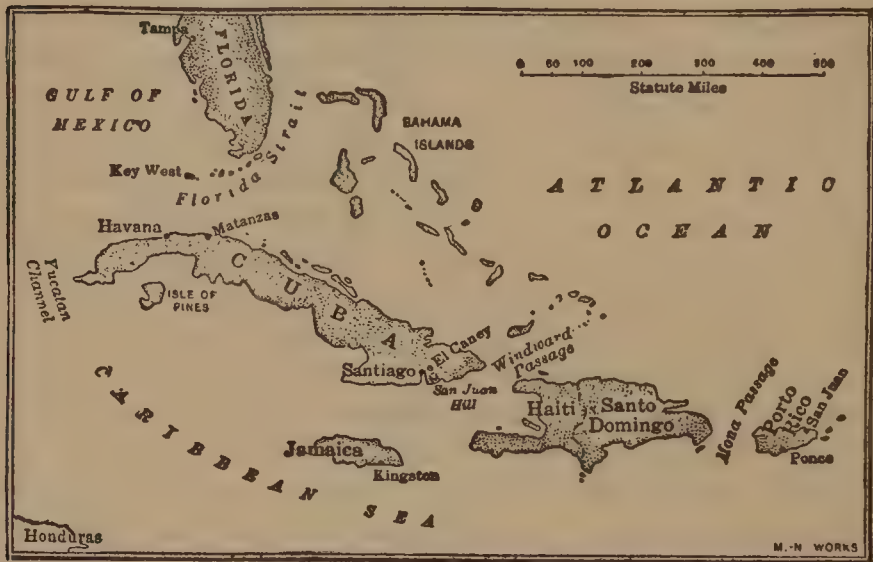 Tampa
FLORIDA
GULF OF
MEXICO
0 50 100 200 300 400 500
Statute Miles
BAHAMA
ISLANDS
Key West
Florida Strait
ATLANTIC
OCEAN
Havana
Matanzas
Yucatan
Channel
ISLE OF
PINES
CUBA
Santiago
El Caney
San Juan
Hill
Windward
Passage
Haiti
Santo
Domingo
Mona Passage
Porto
Rico
San Juan
Ponce
Jamaica
Kingston
CARIBBEAN SEA
Honduras
M.-N WORKS